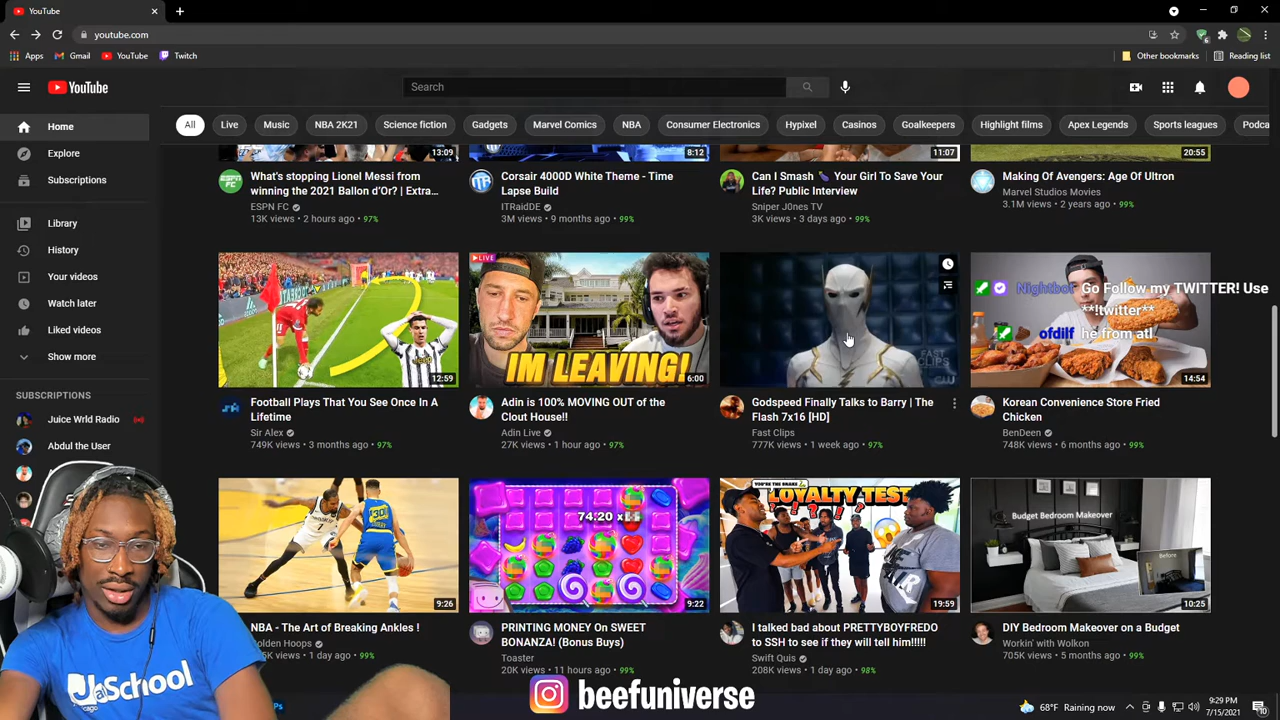 YouTube
youtube.com
Apps
Gmail
YouTube
Twitch
Other bookmarks
Reading list
YouTube
Search
Home
Explore
Subscriptions
Library
History
Your videos
Watch later
Liked videos
Show more
SUBSCRIPTIONS
Juice Wrld Radio
Abdul the User
All
Live
Music
NBA 2K21
Science fiction
Gadgets
Marvel Comics
NBA
Consumer Electronics
Hypixel
Casinos
Goalkeepers
Highlight films
Apex Legends
Sports leagues
Podca
13:09
8:12
11:07
20:55
What's stopping Lionel Messi from
winning the 2021 Ballon d'Or? | Extra...
ESPN FC
13K views • 2 hours ago • 97%
Corsair 4000D White Theme - Time
Lapse Build
ITRaidDE
3M views • 9 months ago • 99%
Can I Smash 🍆 Your Girl To Save Your
Life? Public Interview
Sniper J0nes TV
3K views • 3 days ago • 99%
Making Of Avengers: Age Of Ultron
Marvel Studios Movies
3.1M views • 2 years ago • 99%
12:59
LIVE
IM LEAVING!
6:00
FAST
CLIPS
CW
Nightbot Go Follow my TWITTER! Use
**!twitter**
ofdilf he from atl
14:54
Football Plays That You See Once In A
Lifetime
Sir Alex
749K views • 3 months ago • 97%
Adin is 100% MOVING OUT of the
Clout House!!
Adin Live
27K views • 1 hour ago • 97%
Godspeed Finally Talks to Barry | The
Flash 7x16 [HD]
Fast Clips
777K views • 1 week ago • 97%
Korean Convenience Store Fried
Chicken
BenDeen
748K views • 6 months ago • 99%
7
30
9:26
74.20 x
9:22
YOU'RE THE SNAKE
LOYALTY TEST
???
19:59
Budget Bedroom Makeover
Before
10:25
NBA - The Art of Breaking Ankles !
olden Hoops
K views • 1 day ago • 99%
PRINTING MONEY On SWEET
BONANZA! (Bonus Buys)
Toaster
20K views • 11 hours ago • 99%
I talked bad about PRETTYBOYFREDO
to SSH to see if they will tell him!!!!!
Swift Quis
208K views • 1 day ago • 98%
DIY Bedroom Makeover on a Budget
Workin' with Wolkon
705K views • 5 months ago • 99%
School
beefuniverse
68°F Raining now
9:29 PM
7/15/2021